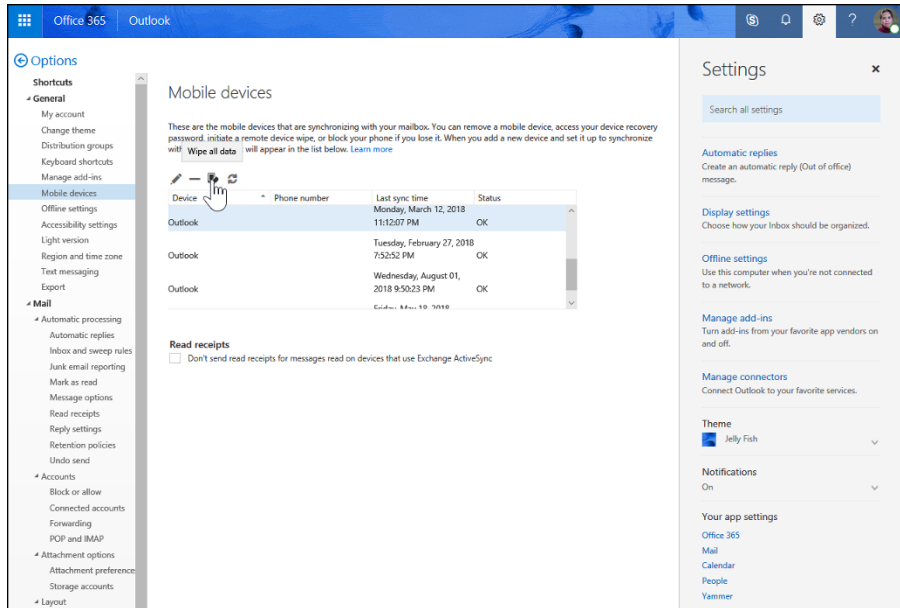 Office 365
Outlook
Options
Shortcuts
General
My account
Change theme
Distribution groups
Keyboard shortcuts
Manage add-ins
Mobile devices
Offline settings
Accessibility settings
Light version
Region and time zone
Text messaging
Export
Mail
Automatic processing
Automatic replies
Inbox and sweep rules
Junk email reporting
Mark as read
Message options
Read receipts
Reply settings
Retention policies
Undo send
Accounts
Block or allow
Connected accounts
Forwarding
POP and IMAP
Attachment options
Attachment preference
Storage accounts
Layout
Mobile devices
These are the mobile devices that are synchronizing with your mailbox. You can remove a mobile device, access your device recovery
password, initiate a remote device wipe, or block your phone if you lose it. When you add a new device and set it up to synchronize
with will appear in the list below. Learn more
Wipe all data
Device Phone number Last sync time Status
Monday, March 12, 2018
Outlook 11:12:07 PM OK
Tuesday, February 27, 2018
Outlook 7:52:52 PM OK
Wednesday, August 01,
Outlook 2018 9:50:23 PM OK
Friday, May 18, 2018
Read receipts
Don't send read receipts for messages read on devices that use Exchange ActiveSync
?
Settings
Search all settings
Automatic replies
Create an automatic reply (Out of office)
message.
Display settings
Choose how your Inbox should be organized.
Offline settings
Use this computer when you're not connected
to a network.
Manage add-ins
Turn add-ins from your favorite app vendors on
and off.
Manage connectors
Connect Outlook to your favorite services.
Theme
Jelly Fish
Notifications
On
Your app settings
Office 365
Mail
Calendar
People
Yammer